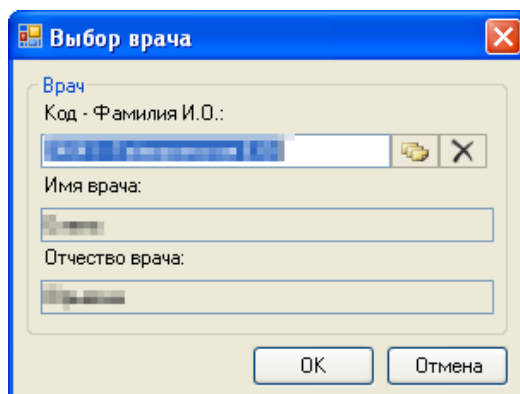 Выбор врача
Врач
Код - Фамилия И.О.:
Имя врача:
Отчество врача:
OK Отмена